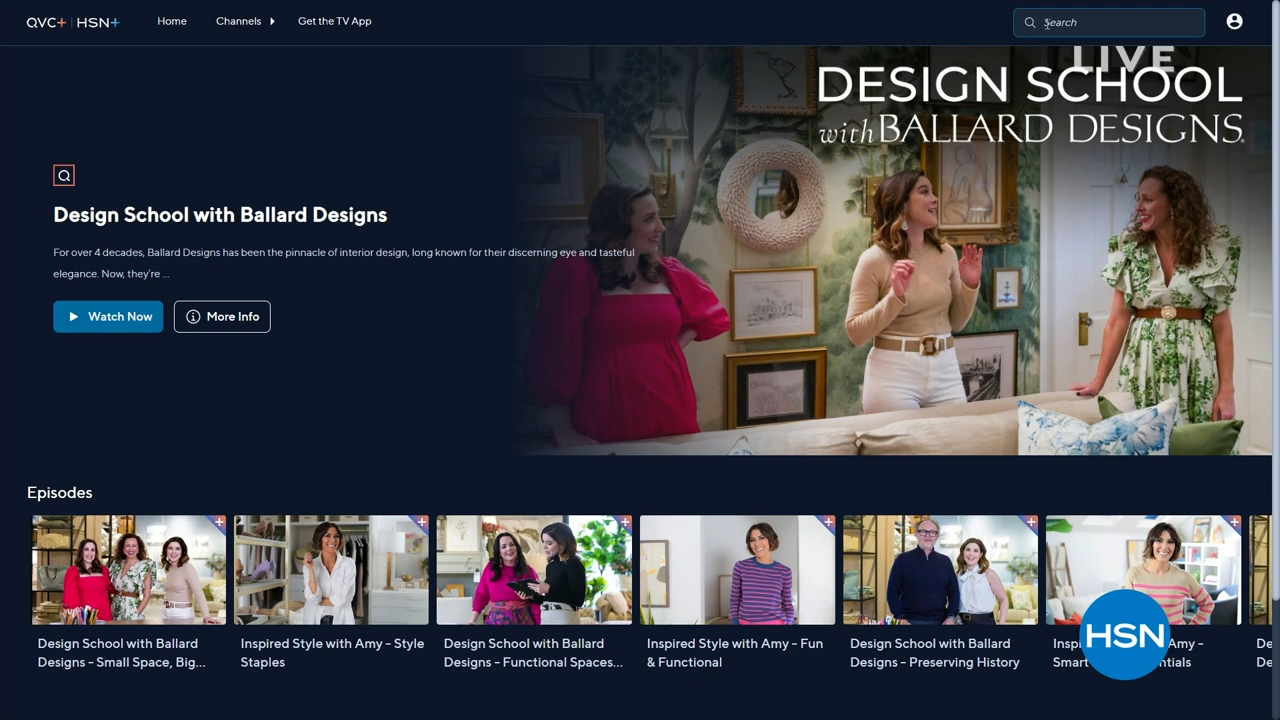 QVC+ | HSN+
Home
Channels
Get the TV App
Search
LIVE
DESIGN SCHOOL
with BALLARD DESIGNS.
Design School with Ballard Designs
For over 4 decades, Ballard Designs has been the pinnacle of interior design, long known for their discerning eye and tasteful
elegance. Now, they're ...
Watch Now
More Info
Episodes
Design School with Ballard
Designs - Small Space, Big...
Inspired Style with Amy - Style
Staples
Design School with Ballard
Designs - Functional Spaces...
Inspired Style with Amy - Fun
& Functional
Design School with Ballard
Designs - Preserving History
Amy -
Smart
HSN
De
De